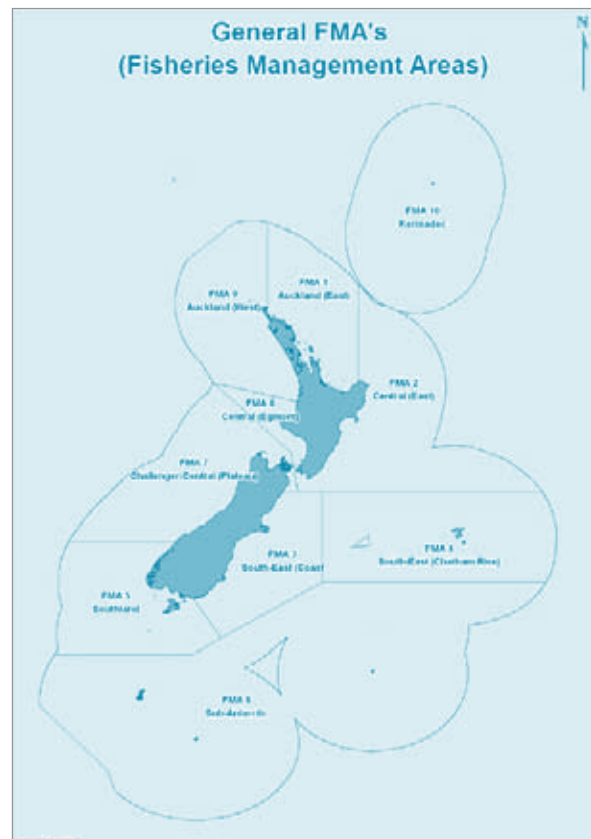 General FMA's
(Fisheries Management Areas)
N
FMA 10
Kermadec
FMA 1
Auckland (East)
FMA 9
Auckland (West)
FMA 2
Central (East)
FMA 8
Central (Egmont)
FMA 7
Challenger-Central (Plateau)
FMA 3
South-East (Coast)
FMA 4
South-East (Chatham Rise)
FMA 5
Southland
FMA 6
Sub-Antarctic